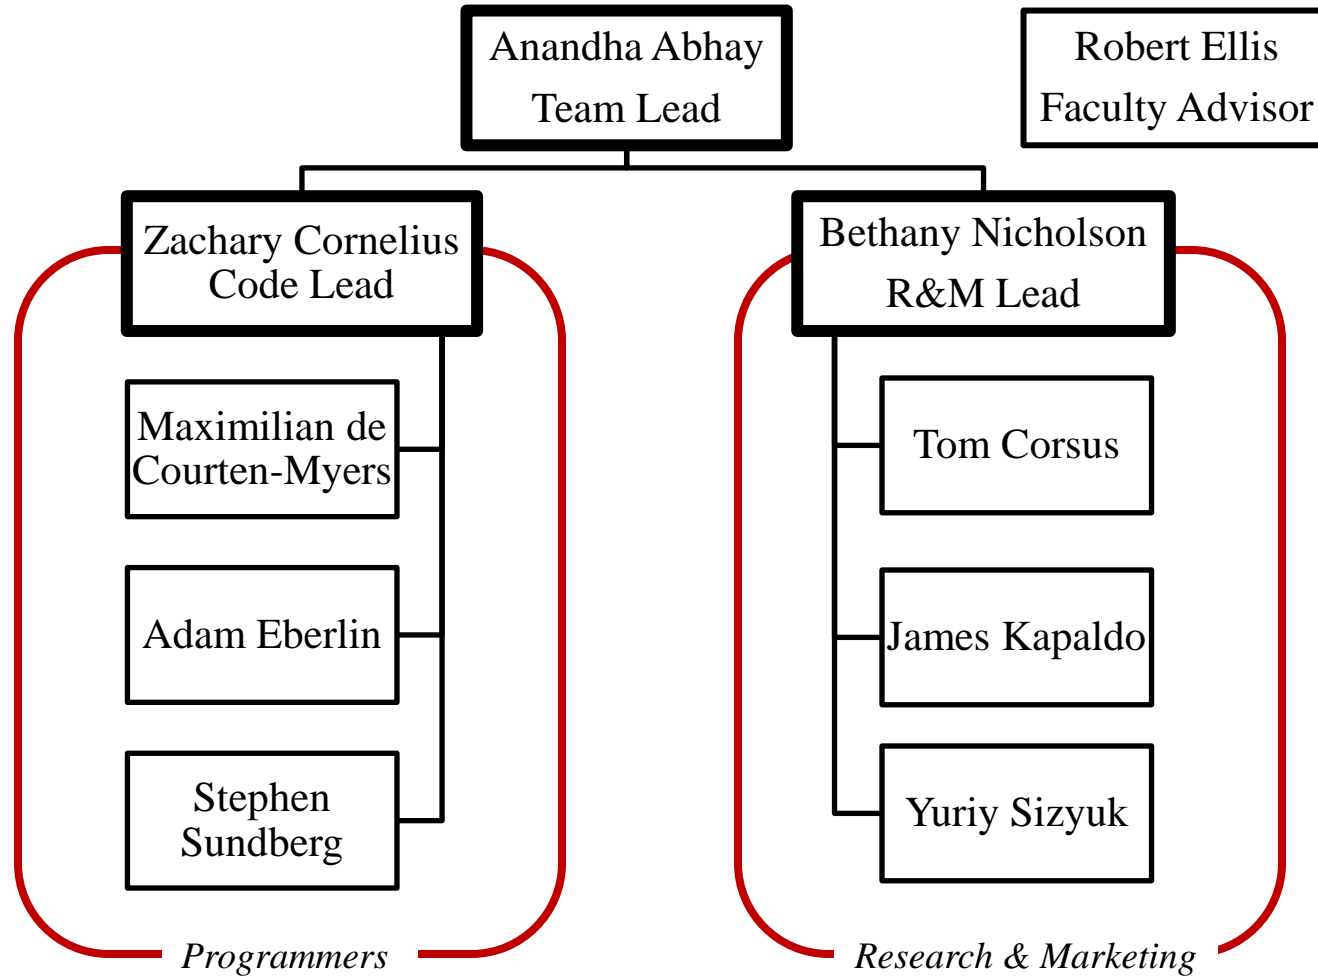 Anandha Abhay
Team Lead
Robert Ellis
Faculty Advisor
Zachary Cornelius
Code Lead
Bethany Nicholson
R&M Lead
Maximilian de
Courten-Myers
Adam Eberlin
Stephen
Sundberg
Programmers
Tom Corsus
James Kapaldo
Yuriy Sizyuk
Research & Marketing